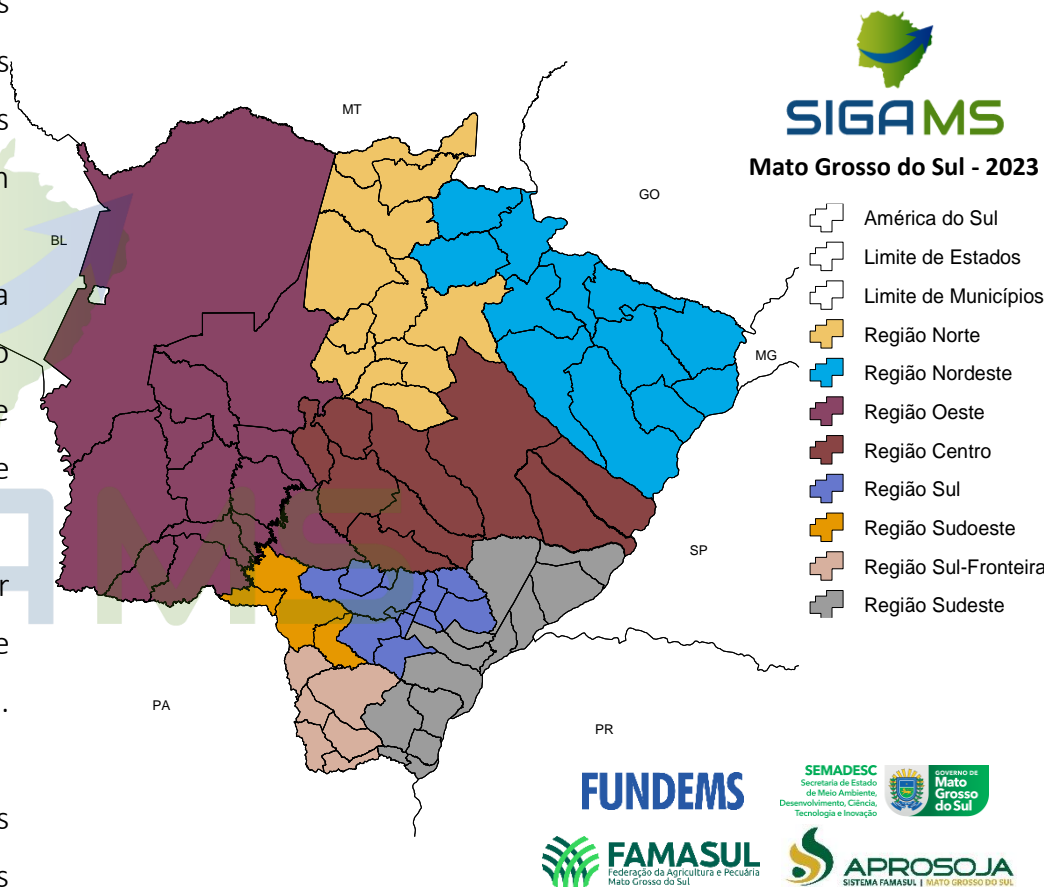 SIGAMS
Mato Grosso do Sul - 2023
América do Sul
Limite de Estados
Limite de Municípios
Região Norte
Região Nordeste
Região Oeste
Região Centro
Região Sul
Região Sudoeste
Região Sul-Fronteira
Região Sudeste
MT
GO
BL
MG
SP
PA
PR
FUNDEMS
SEMADESC
Secretaria de Estado
de Meio Ambiente,
Desenvolvimento, Ciência,
Tecnologia e Inovação
GOVERNO DE
Mato
Grosso
do Sul
FAMASUL
Federação da Agricultura e Pecuária
Mato Grosso do Sul
APROSOJA
SISTEMA FAMASUL | MATO GROSSO DO SUL